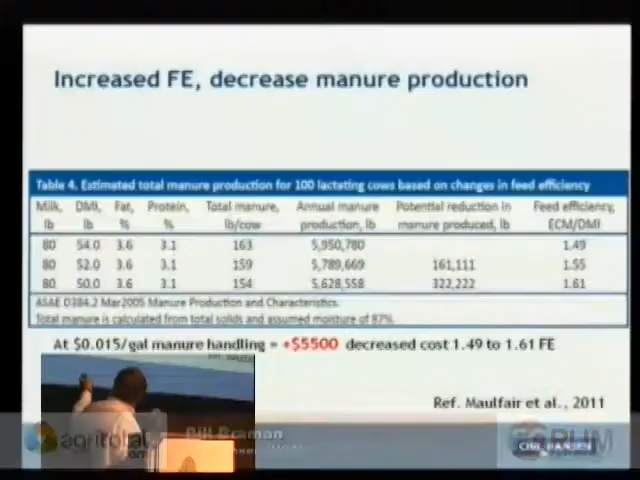 Increased FE, decrease manure production
Table 4. Estimated total manure production for 100 lactating cows based on changes in feed efficiency
Milk, DMI, Fat, Protein, Total manure, Annual manure Potential reduction in Feed efficiency,
lb lb % % lb/cow production, lb manure produced, lb ECM/DMI
80 54.0 3.6 3.1 163 5,950,780 1.49
80 52.0 3.6 3.1 159 5,789,669 161,111 1.55
80 50.0 3.6 3.1 154 5,628,558 322,222 1.61
ASAE D384.2 Mar2005 Manure Production and Characteristics.
Total manure is calculated from total solids and assumed moisture of 87%.
At $0.015/gal manure handling = +$5500 decreased cost 1.49 to 1.61 FE
Ref. Maulfair et al., 2011
agritotal
.com
Bill
CHR HANSEN